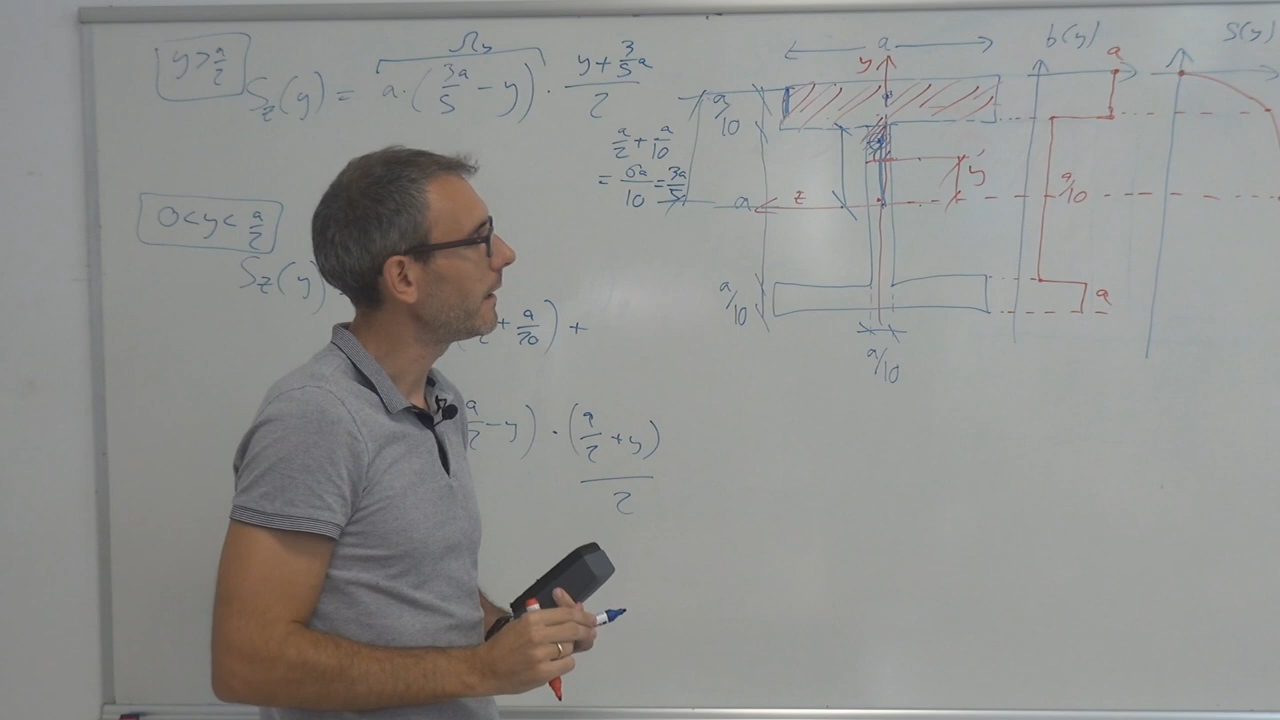 y > a/2
Ωy
Sz(y) = a·(3a/5 − y) · (y + 3/5 a)/2
0 < y < a/2
Sz(y)
+ a/10) +
a/2 − y) · (a/2 + y)/2
a/2 + a/10
= 6a/10 = 3a/5
a
y
a/10
y
z
a
a/10
a/10
b(y)
a
a/10
a
S(y)